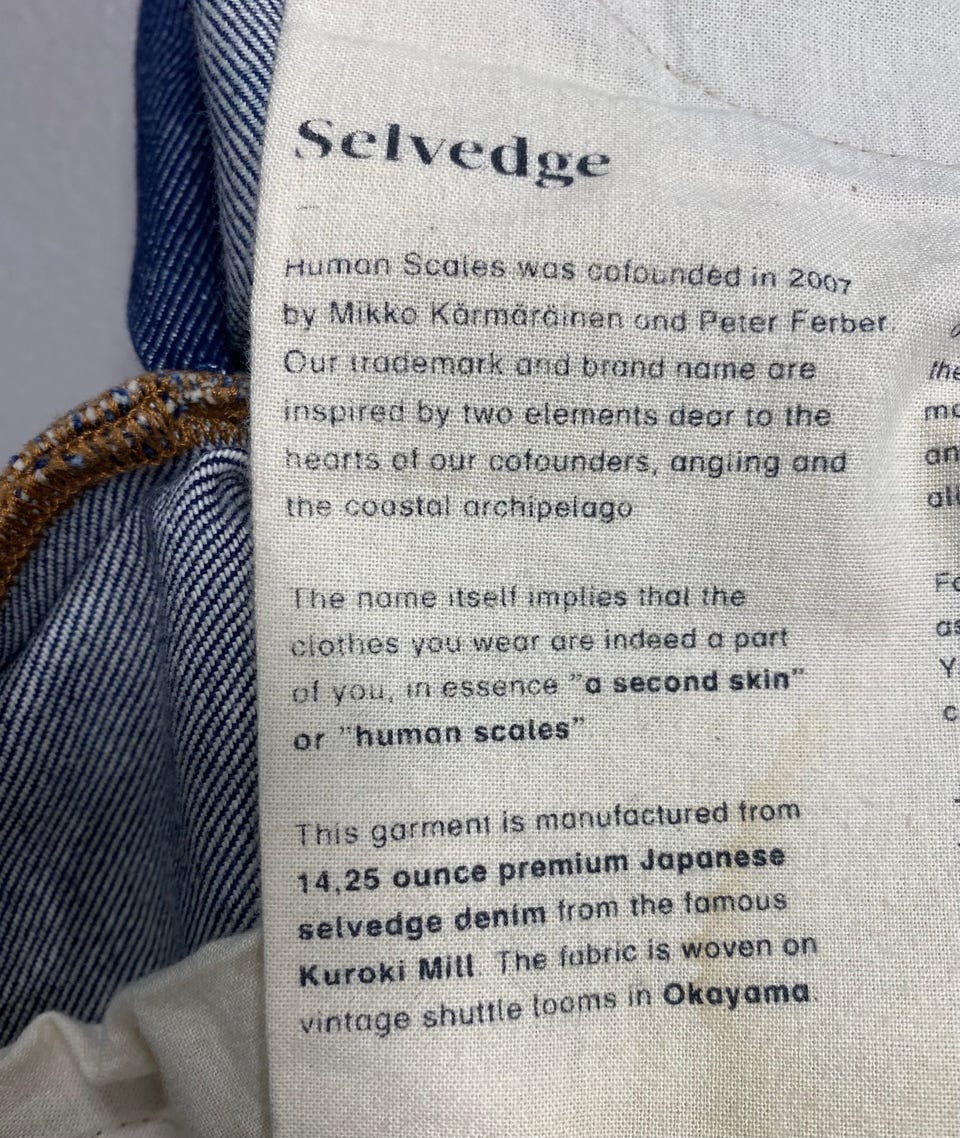 Selvedge
Human Scales was cofounded in 2007
by Mikko Kärmäräinen and Peter Ferber.
Our trademark and brand name are
inspired by two elements dear to the
hearts of our cofounders, angling and
the coastal archipelago
The name itself implies that the
clothes you wear are indeed a part
of you, in essence "a second skin"
or "human scales"
This garment is manufactured from
14,25 ounce premium Japanese
selvedge denim from the famous
Kuroki Mill. The fabric is woven on
vintage shuttle looms in Okayama.